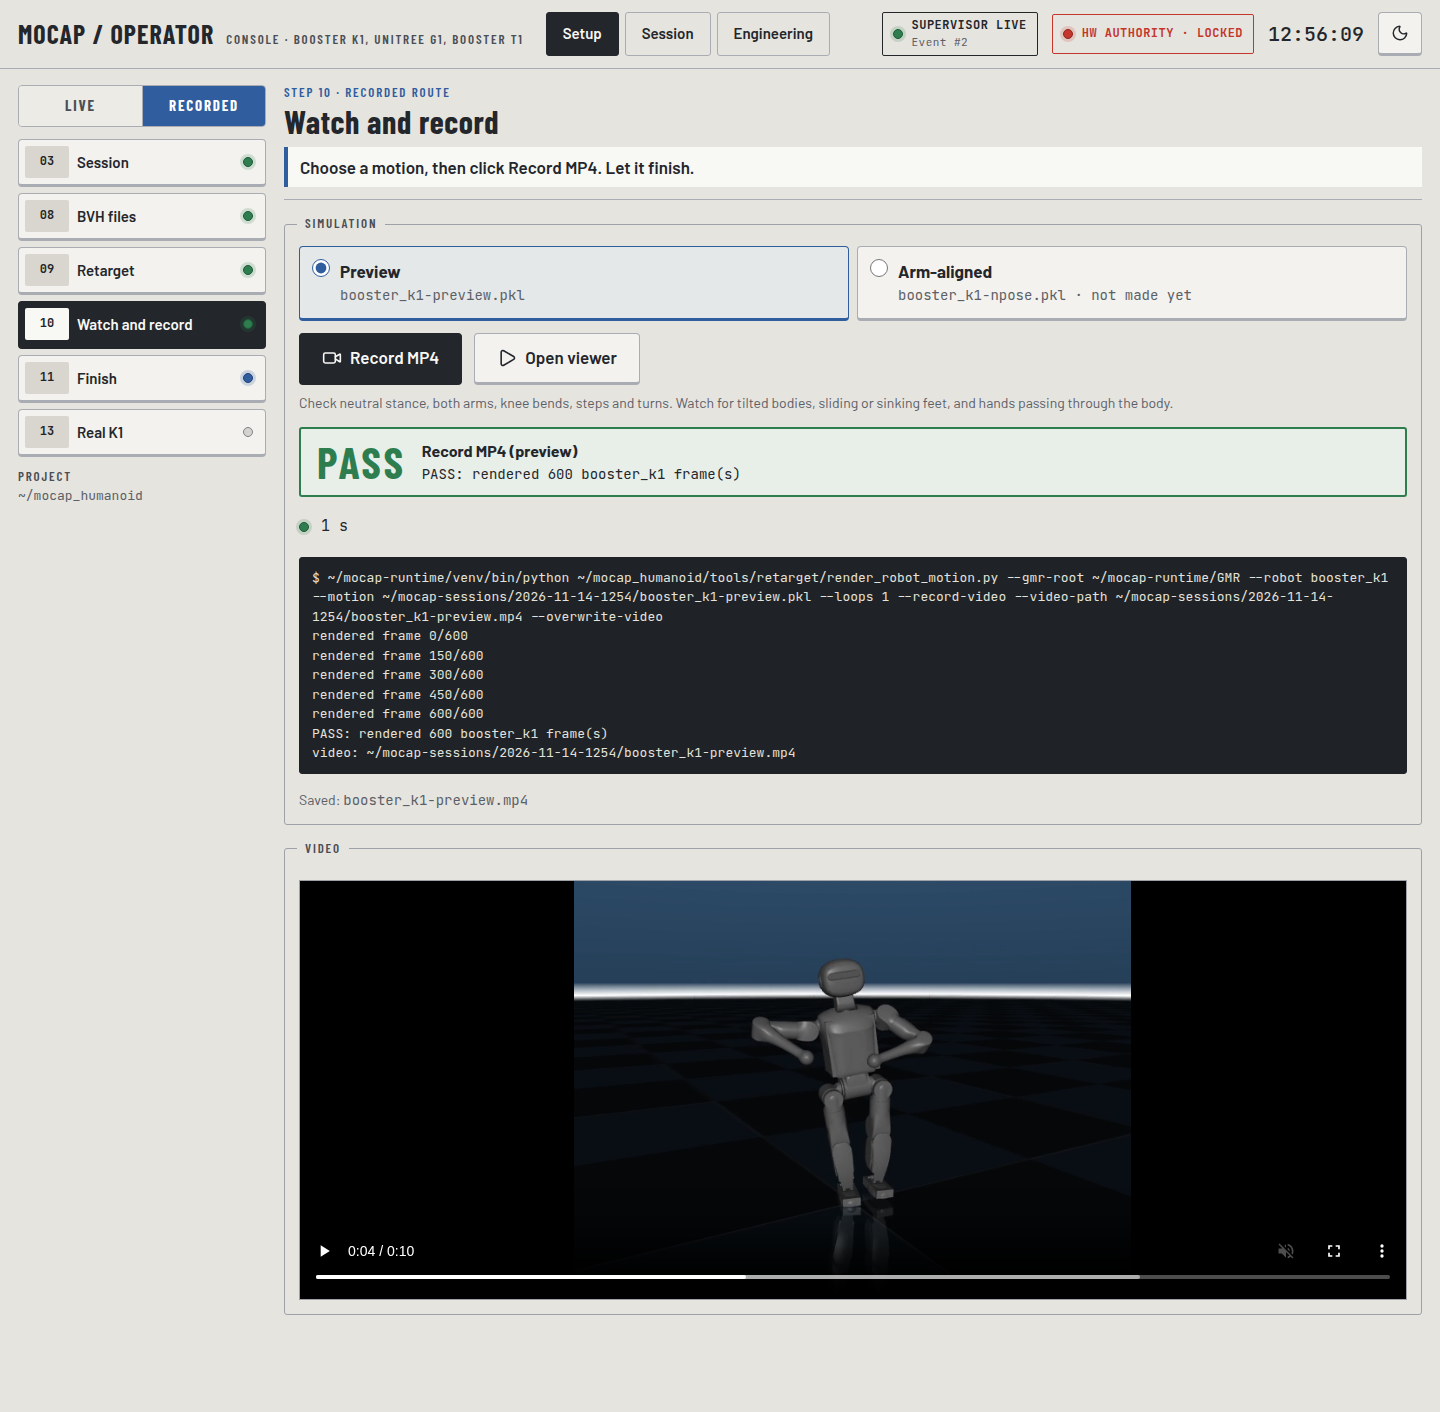 MOCAP / OPERATOR
CONSOLE · BOOSTER K1, UNITREE G1, BOOSTER T1
Setup
Session
Engineering
SUPERVISOR LIVE
Event #2
HW AUTHORITY · LOCKED
12:56:09
LIVE
RECORDED
03 Session
08 BVH files
09 Retarget
10 Watch and record
11 Finish
13 Real K1
PROJECT
~/mocap_humanoid
STEP 10 · RECORDED ROUTE
Watch and record
Choose a motion, then click Record MP4. Let it finish.
SIMULATION
Preview
booster_k1-preview.pkl
Arm-aligned
booster_k1-npose.pkl · not made yet
Record MP4
Open viewer
Check neutral stance, both arms, knee bends, steps and turns. Watch for tilted bodies, sliding or sinking feet, and hands passing through the body.
PASS
Record MP4 (preview)
PASS: rendered 600 booster_k1 frame(s)
1 s
$ ~/mocap-runtime/venv/bin/python ~/mocap_humanoid/tools/retarget/render_robot_motion.py --gmr-root ~/mocap-runtime/GMR --robot booster_k1
--motion ~/mocap-sessions/2026-11-14-1254/booster_k1-preview.pkl --loops 1 --record-video --video-path ~/mocap-sessions/2026-11-14-
1254/booster_k1-preview.mp4 --overwrite-video
rendered frame 0/600
rendered frame 150/600
rendered frame 300/600
rendered frame 450/600
rendered frame 600/600
PASS: rendered 600 booster_k1 frame(s)
video: ~/mocap-sessions/2026-11-14-1254/booster_k1-preview.mp4
Saved: booster_k1-preview.mp4
VIDEO
0:04 / 0:10